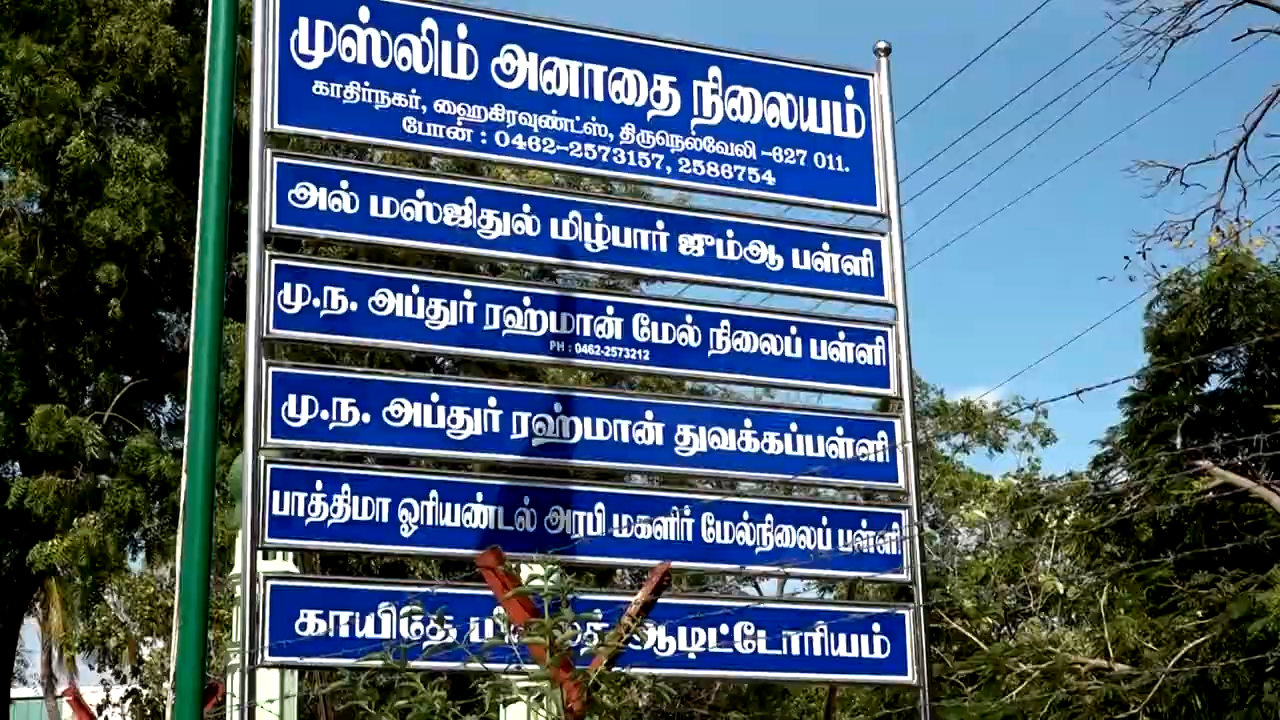 முஸ்லிம் அனாதை நிலையம்
காதிர்நகர், ஹைகிரவுண்ட்ஸ், திருநெல்வேலி -627 011.
போன் : 0462-2573157, 2586754
அல் மஸ்ஜிதுல் மிழ்பார் ஜும்ஆ பள்ளி
மு.ந. அப்துர் ரஹ்மான் மேல் நிலைப் பள்ளி
PH : 0462-2573212
மு.ந. அப்துர் ரஹ்மான் துவக்கப்பள்ளி
பாத்திமா ஓரியண்டல் அரபி மகளிர் மேல்நிலைப் பள்ளி
காயிதே ஆடிட்டோரியம்